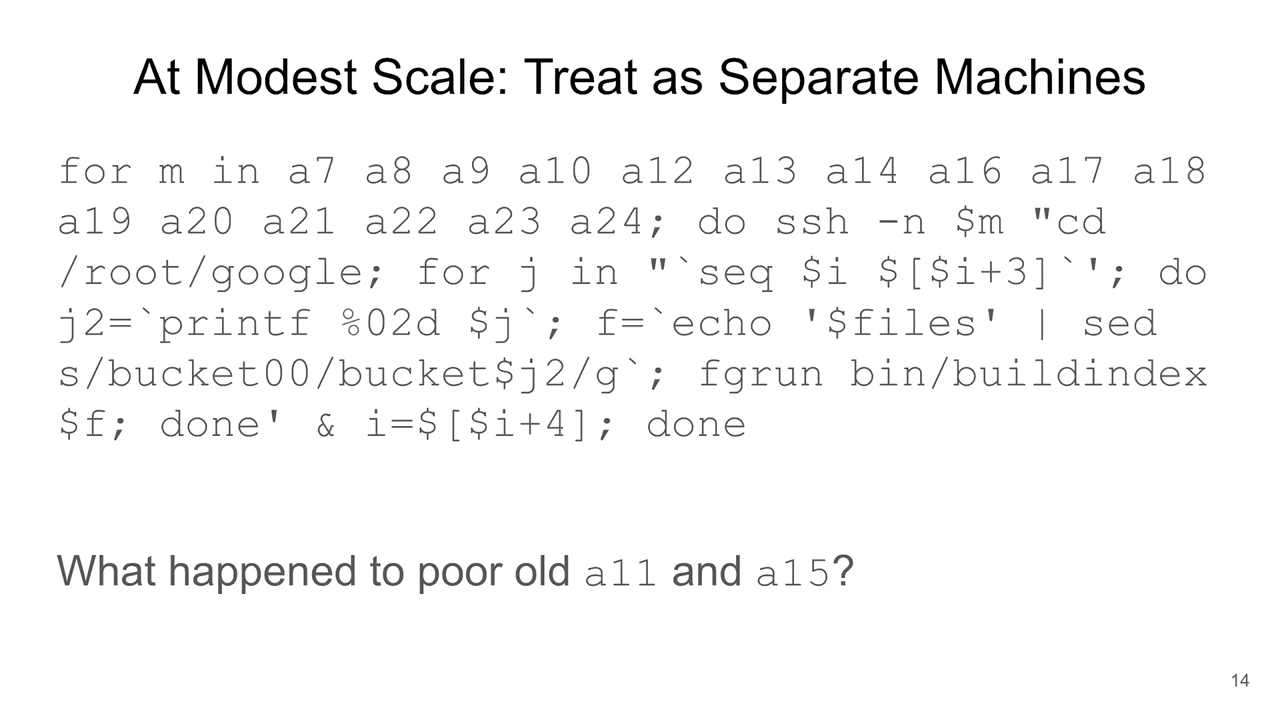 At Modest Scale: Treat as Separate Machines
for m in a7 a8 a9 a10 a12 a13 a14 a16 a17 a18
a19 a20 a21 a22 a23 a24; do ssh -n $m "cd
/root/google; for j in "`seq $i $[$i+3]`'; do
j2=`printf %02d $j`; f=`echo '$files' | sed
s/bucket00/bucket$j2/g`; fgrun bin/buildindex
$f; done' & i=$[$i+4]; done
What happened to poor old a11 and a15?
14